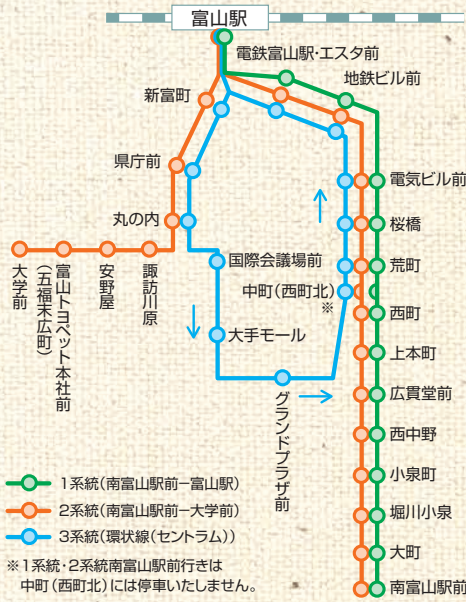 富山駅
電鉄富山駅・エスタ前
地鉄ビル前
新富町
県庁前
電気ビル前
丸の内
桜橋
国際会議場前
荒町
中町(西町北)
※
大学前
富山トヨペット本社前
(五福末広町)
安野屋
諏訪川原
西町
大手モール
上本町
グランドプラザ前
広貫堂前
西中野
小泉町
堀川小泉
大町
南富山駅前
1系統(南富山駅前ー富山駅)
2系統(南富山駅前ー大学前)
3系統(環状線(セントラム))
※1系統・2系統南富山駅前行きは
中町(西町北)には停車いたしません。